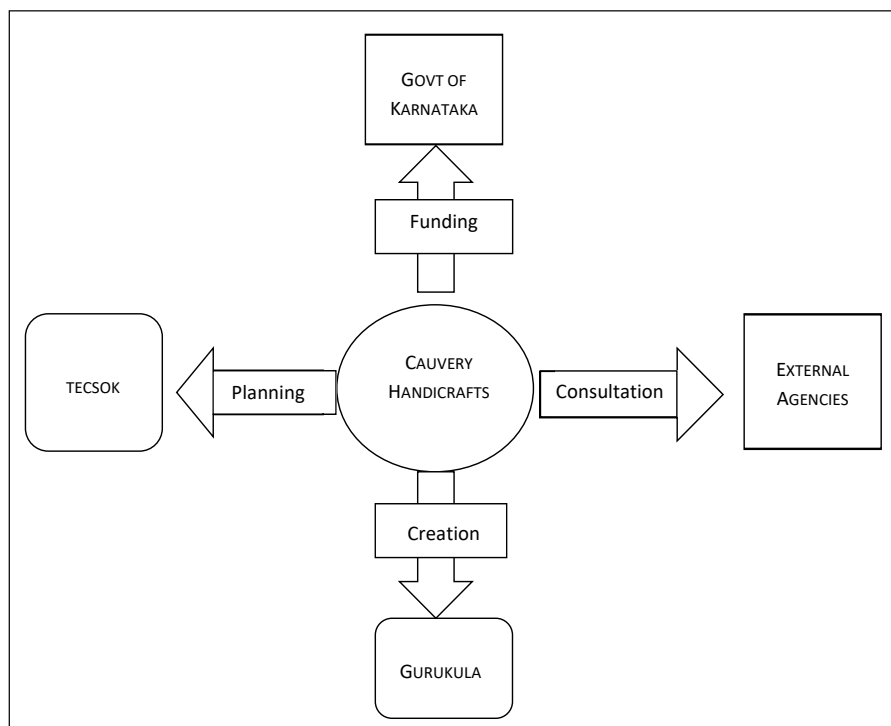 GOVT OF
KARNATAKA
Funding
TECSOK
Planning
CAUVERY
HANDICRAFTS
Consultation
EXTERNAL
AGENCIES
Creation
GURUKULA